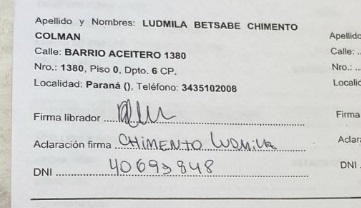 Apellido y Nombres: LUDMILA BETSABE CHIMENTO
COLMAN
Calle: BARRIO ACEITERO 1380
Nro.: 1380, Piso 0, Dpto. 6 CP.
Localidad: Paraná (). Teléfono: 3435102008
Firma librador
Aclaración firma CHIMENTO LUDMILA
DNI 40693848
Apellido
Calle: ..
Nro.: ...
Localid
Firma
Aclar
DNI .